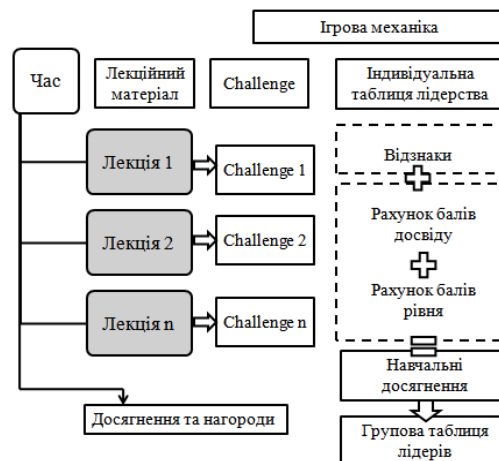 Ігрова механіка
Час
Лекційний
матеріал
Challenge
Індивідуальна
таблиця лідерства
Лекція 1
Challenge 1
Відзнаки
Лекція 2
Challenge 2
Рахунок балів
досвіду
Рахунок балів
рівня
Лекція n
Challenge n
Навчальні
досягнення
Досягнення та нагороди
Групова таблиця
лідерів